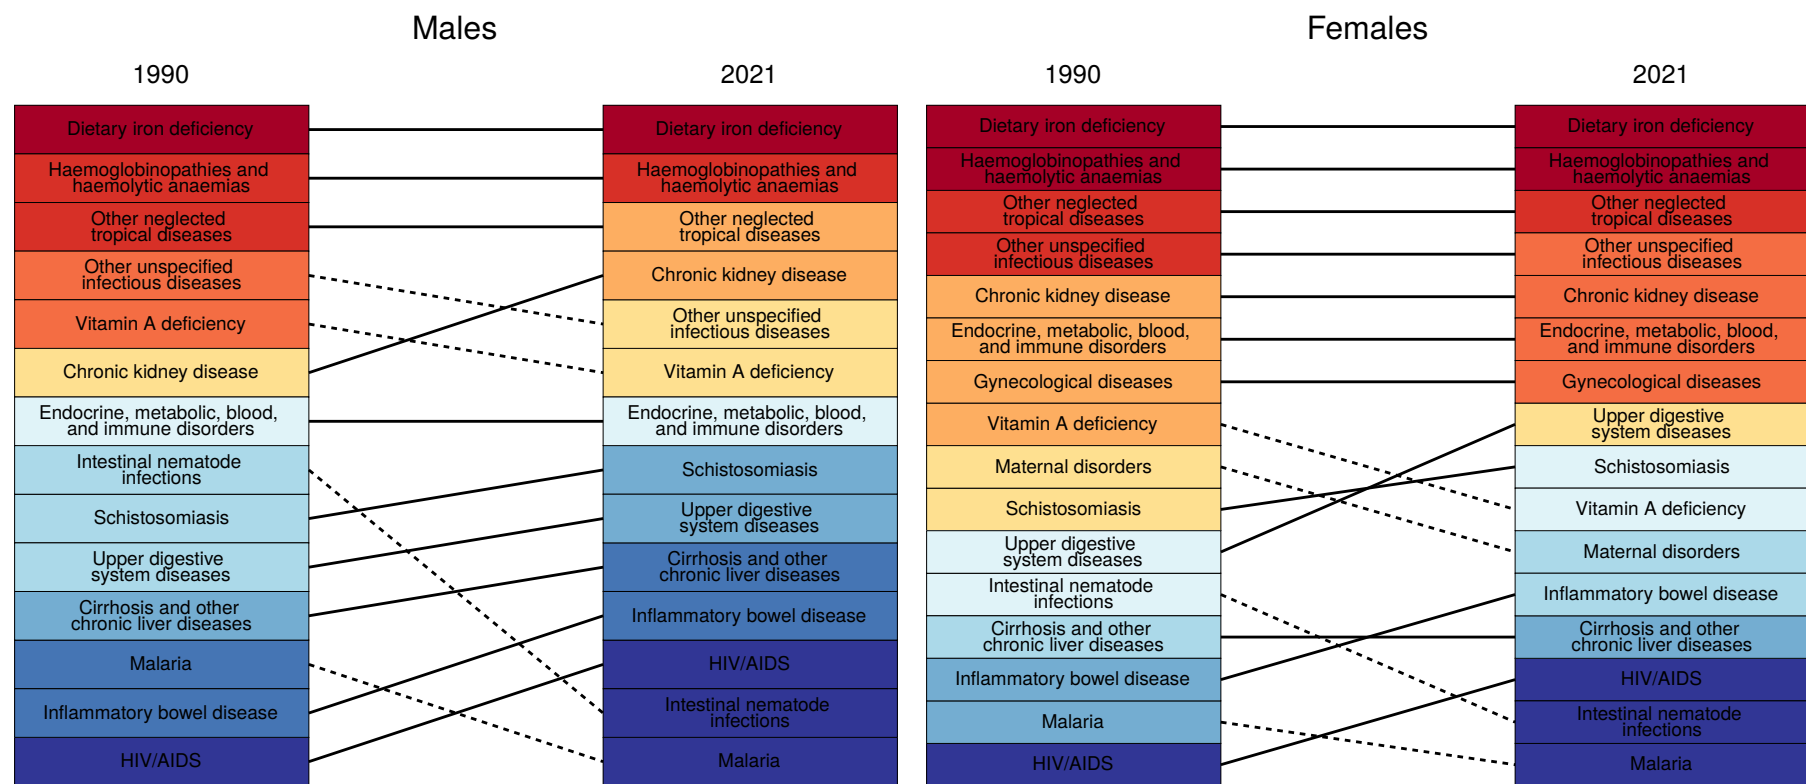 Males
1990
2021
Dietary iron deficiency
Haemoglobinopathies and
haemolytic anaemias
Other neglected
tropical diseases
Other unspecified
infectious diseases
Vitamin A deficiency
Chronic kidney disease
Endocrine, metabolic, blood,
and immune disorders
Intestinal nematode
infections
Schistosomiasis
Upper digestive
system diseases
Cirrhosis and other
chronic liver diseases
Malaria
Inflammatory bowel disease
HIV/AIDS
Dietary iron deficiency
Haemoglobinopathies and
haemolytic anaemias
Other neglected
tropical diseases
Chronic kidney disease
Other unspecified
infectious diseases
Vitamin A deficiency
Endocrine, metabolic, blood,
and immune disorders
Schistosomiasis
Upper digestive
system diseases
Cirrhosis and other
chronic liver diseases
Inflammatory bowel disease
HIV/AIDS
Intestinal nematode
infections
Malaria
Females
1990
2021
Dietary iron deficiency
Haemoglobinopathies and
haemolytic anaemias
Other neglected
tropical diseases
Other unspecified
infectious diseases
Chronic kidney disease
Endocrine, metabolic, blood,
and immune disorders
Gynecological diseases
Vitamin A deficiency
Maternal disorders
Schistosomiasis
Upper digestive
system diseases
Intestinal nematode
infections
Cirrhosis and other
chronic liver diseases
Inflammatory bowel disease
Malaria
HIV/AIDS
Dietary iron deficiency
Haemoglobinopathies and
haemolytic anaemias
Other neglected
tropical diseases
Other unspecified
infectious diseases
Chronic kidney disease
Endocrine, metabolic, blood,
and immune disorders
Gynecological diseases
Upper digestive
system diseases
Schistosomiasis
Vitamin A deficiency
Maternal disorders
Inflammatory bowel disease
Cirrhosis and other
chronic liver diseases
HIV/AIDS
Intestinal nematode
infections
Malaria